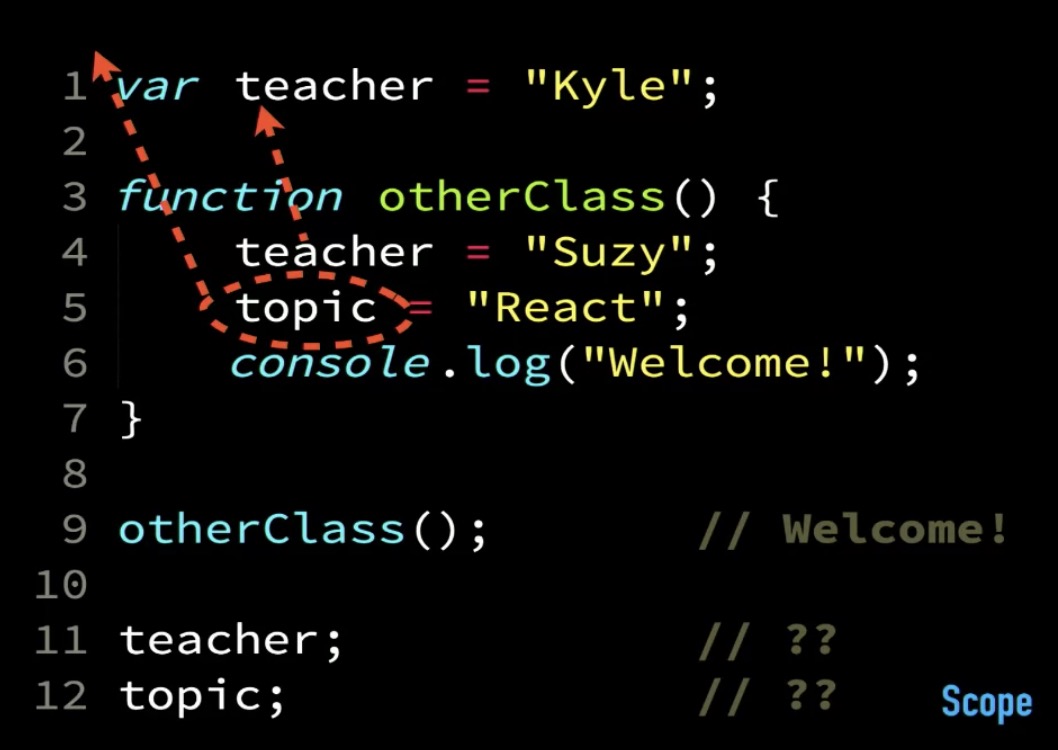 1 var teacher = "Kyle";
2
3 function otherClass() {
4 teacher = "Suzy";
5 topic = "React";
6 console.log("Welcome!");
7 }
8
9 otherClass(); // Welcome!
10
11 teacher; // ??
12 topic; // ??
Scope